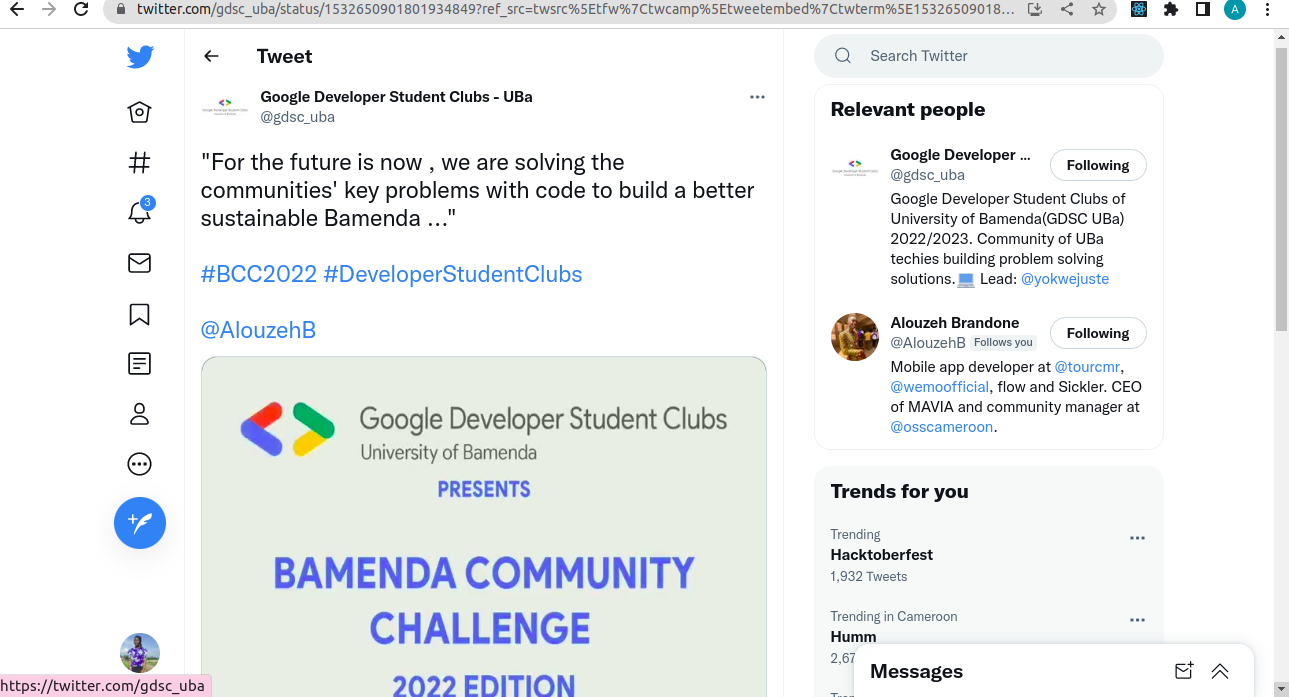 twitter.com/gdsc_uba/status/1532650901801934849?ref_src=twsrc%5Etfw%7Ctwcamp%5Etweetembed%7Ctwterm%5E15326509018...
A
Tweet
Google Developer Student Clubs - UBa
@gdsc_uba
"For the future is now , we are solving the
communities' key problems with code to build a better
sustainable Bamenda ..."
#BCC2022 #DeveloperStudentClubs
@AlouzehB
Google Developer Student Clubs
University of Bamenda
PRESENTS
BAMENDA COMMUNITY
CHALLENGE
2022 EDITION
3
Search Twitter
Relevant people
Google Developer ...
@gdsc_uba
Following
Google Developer Student Clubs of
University of Bamenda(GDSC UBa)
2022/2023. Community of UBa
techies building problem solving
solutions.💻 Lead: @yokwejuste
Alouzeh Brandone
@AlouzehB Follows you
Following
Mobile app developer at @tourcmr,
@wemoofficial, flow and Sickler. CEO
of MAVIA and community manager at
@osscameroon.
Trends for you
Trending
Hacktoberfest
1,932 Tweets
Trending in Cameroon
Humm
Messages
https://twitter.com/gdsc_uba